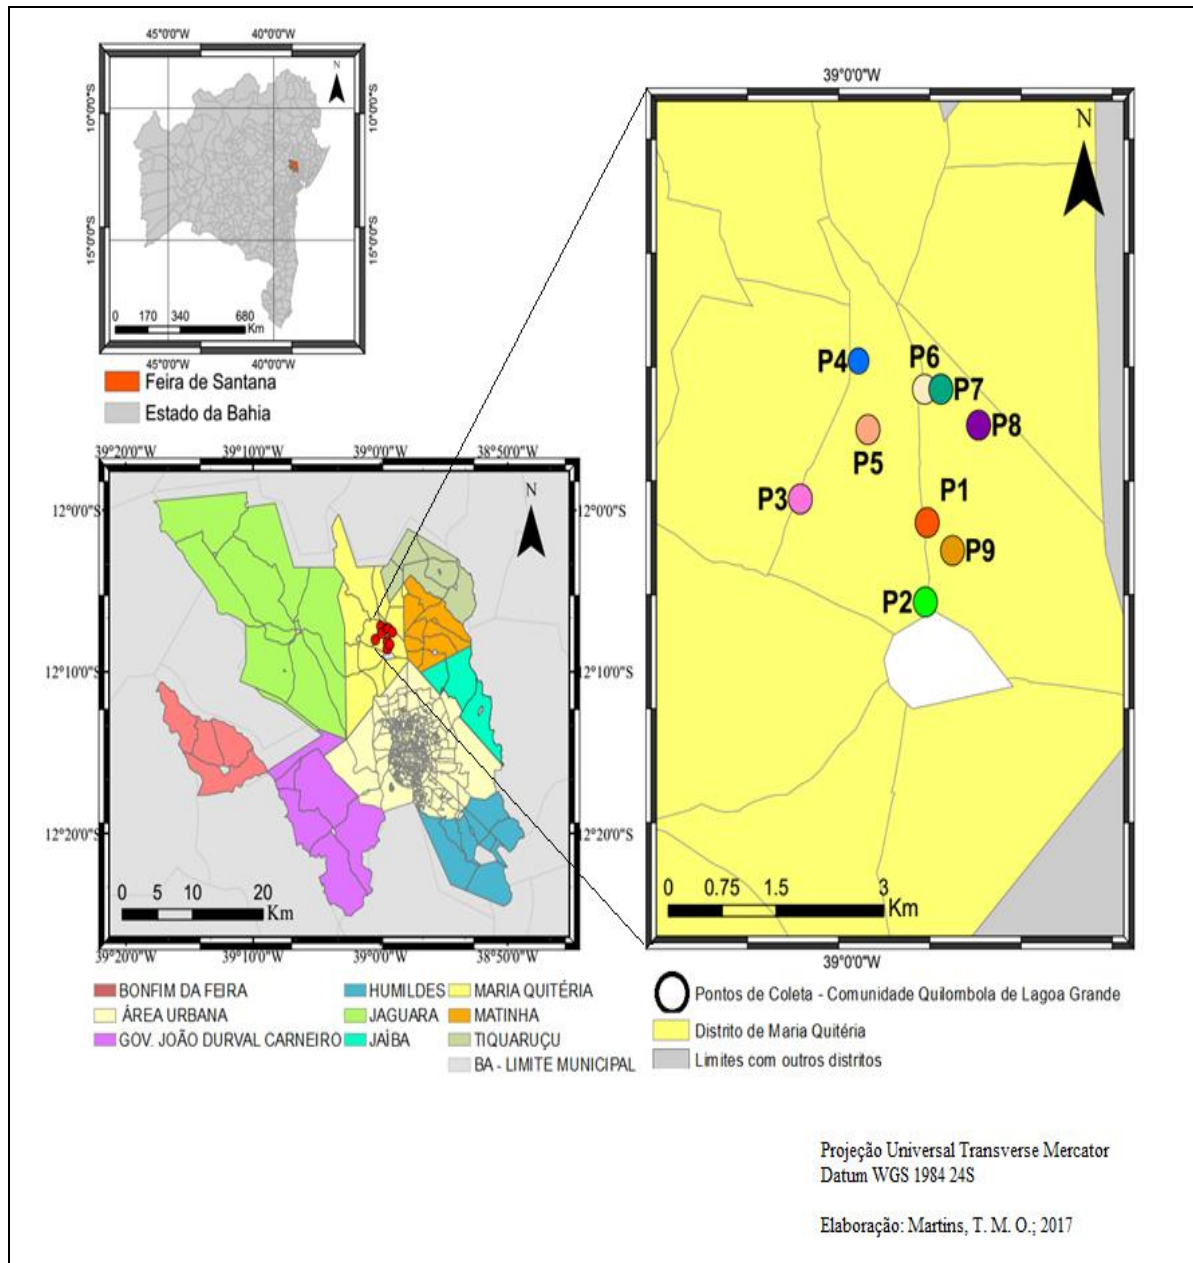 45°0'0"W 40°0'0"W
N
10°0'0"S 10°0'0"S
15°0'0"S 15°0'0"S
0 170 340 680
Km
45°0'0"W 40°0'0"W
Feira de Santana
Estado da Bahia
39°20'0"W 39°10'0"W 39°0'0"W 38°50'0"W
N
12°0'0"S 12°0'0"S
12°10'0"S 12°10'0"S
12°20'0"S 12°20'0"S
0 5 10 20
Km
39°20'0"W 39°10'0"W 39°0'0"W 38°50'0"W
BONFIM DA FEIRA HUMILDES MARIA QUITÉRIA
ÁREA URBANA JAGUARA MATINHA
GOV. JOÃO DURVAL CARNEIRO JAÍBA TIQUARUÇU
BA - LIMITE MUNICIPAL
39°0'0"W
N
P4
P6
P7
P8
P5
P3
P1
P9
P2
0 0.75 1.5 3
Km
39°0'0"W
Pontos de Coleta - Comunidade Quilombola de Lagoa Grande
Distrito de Maria Quitéria
Limites com outros distritos
Projeção Universal Transverse Mercator
Datum WGS 1984 24S
Elaboração: Martins, T. M. O.; 2017